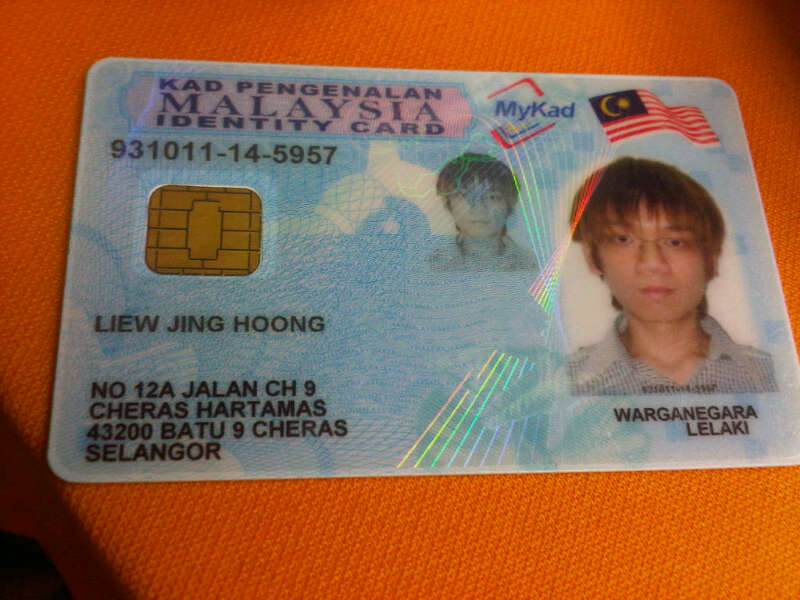 KAD PENGENALAN
MALAYSIA
IDENTITY CARD
MyKad
931011-14-5957
LIEW JING HOONG
NO 12A JALAN CH 9
CHERAS HARTAMAS
43200 BATU 9 CHERAS
SELANGOR
WARGANEGARA
LELAKI